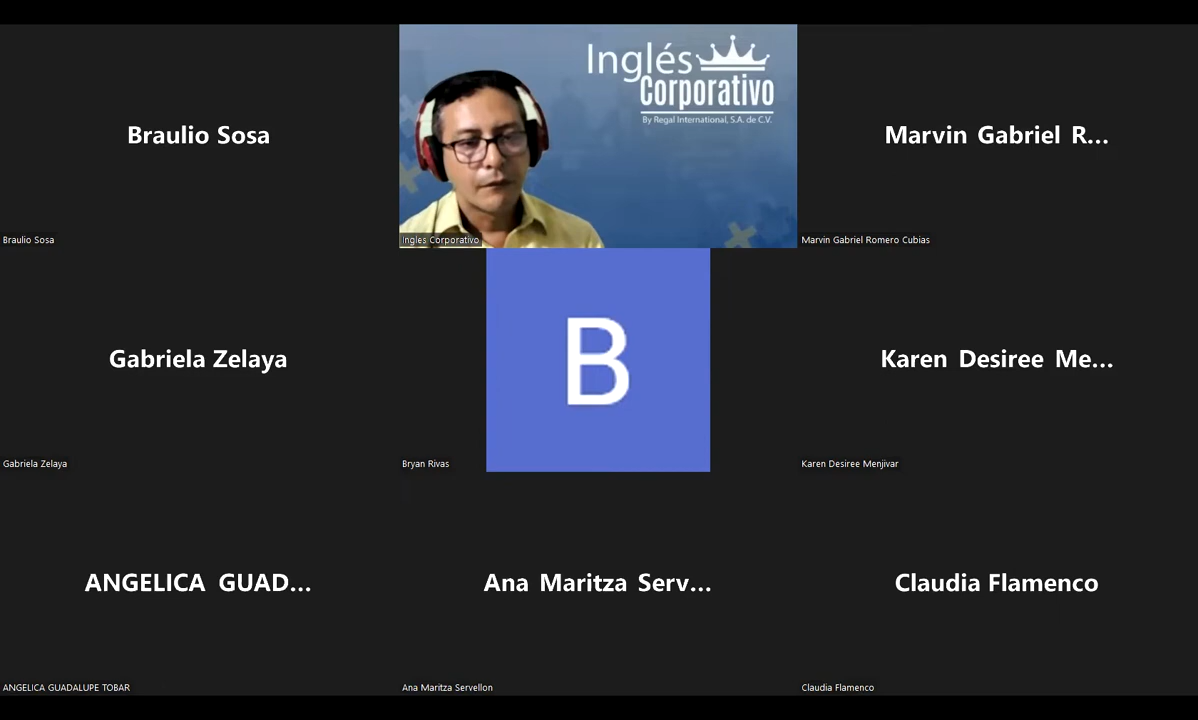 Braulio Sosa
Braulio Sosa
Inglés
Corporativo
By Regal International, S.A. de C.V.
Ingles Corporativo
Marvin Gabriel R...
Marvin Gabriel Romero Cubias
Gabriela Zelaya
Gabriela Zelaya
B
Bryan Rivas
Karen Desiree Me...
Karen Desiree Menjivar
ANGELICA GUAD...
ANGELICA GUADALUPE TOBAR
Ana Maritza Serv...
Ana Maritza Servellon
Claudia Flamenco
Claudia Flamenco